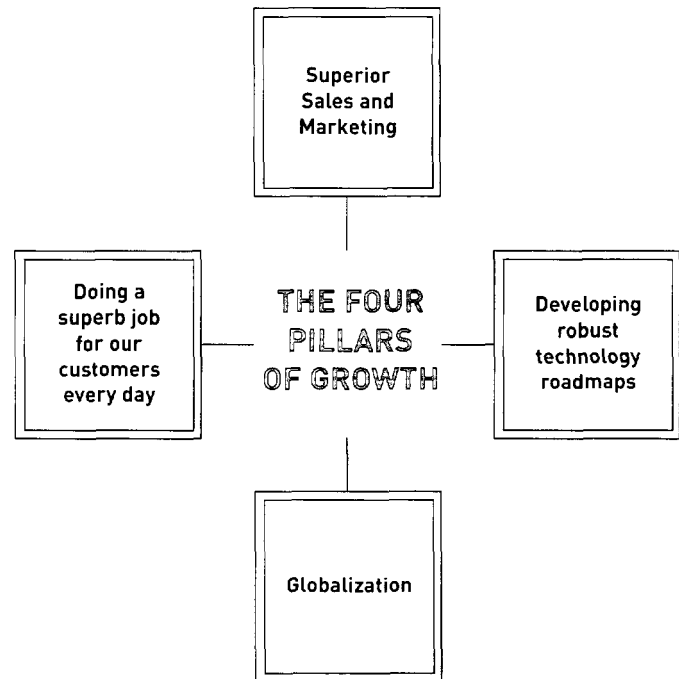 Superior
Sales and
Marketing
Doing a
superb job
for our
customers
every day
THE FOUR
PILLARS
OF GROWTH
Developing
robust
technology
roadmaps
Globalization